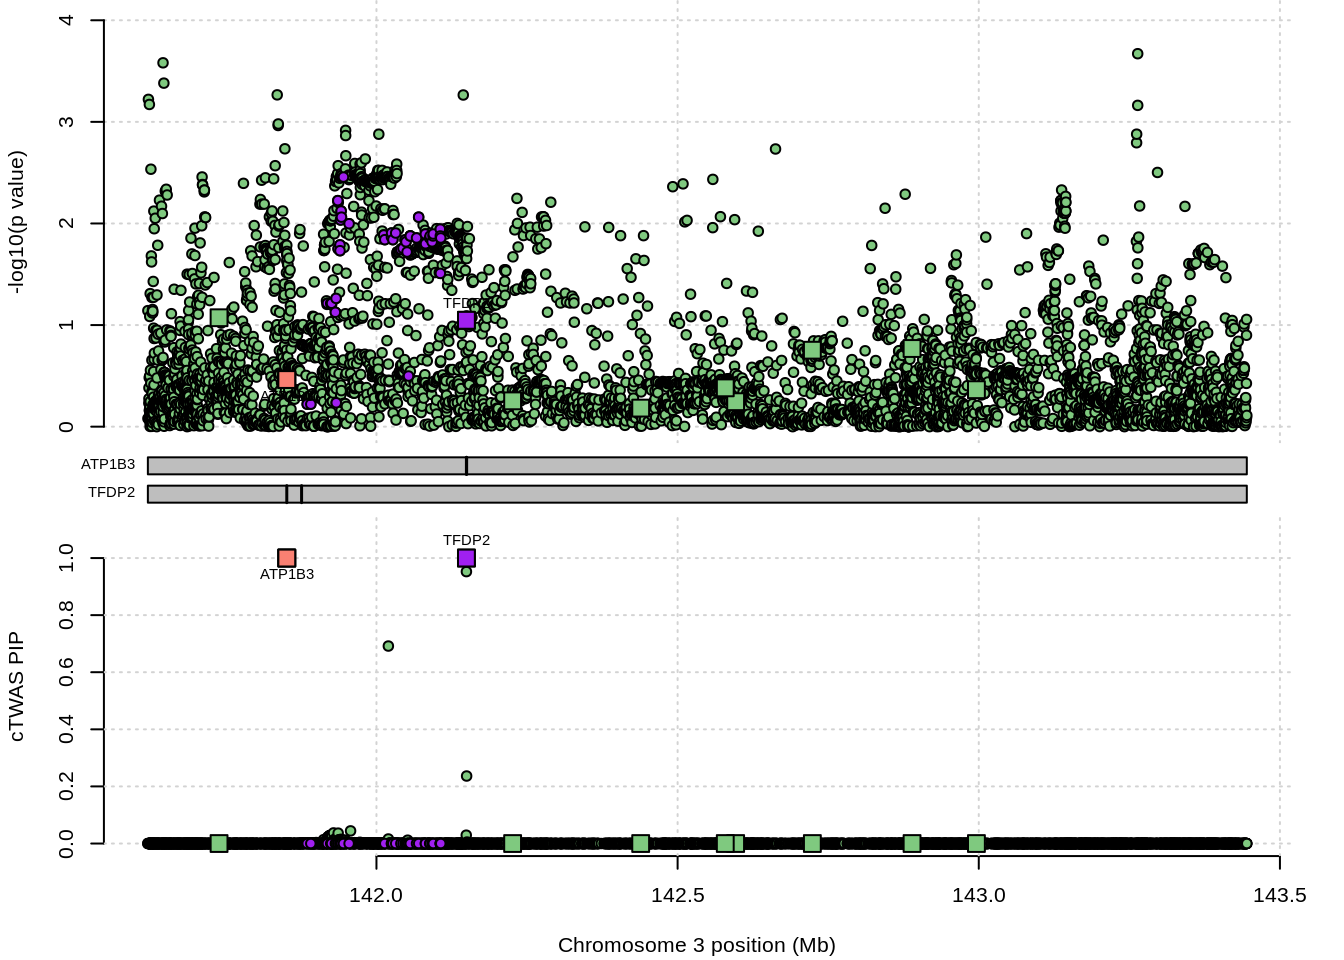 -log10(p value)
4
3
2
1
0
TFDP2
ATP1B3
ATP1B3
TFDP2
cTWAS PIP
1.0
0.8
0.6
0.4
0.2
0.0
TFDP2
ATP1B3
142.0 142.5 143.0 143.5
Chromosome 3 position (Mb)